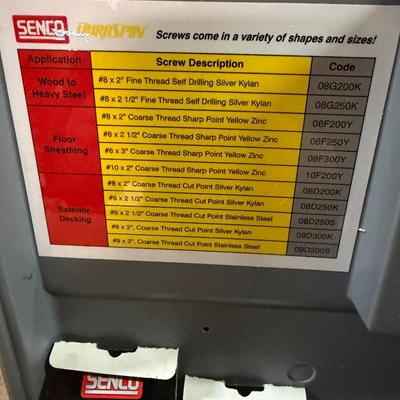 SENCO DURASPIN Screws come in a variety of shapes and sizes!
Application Screw Description Code
Wood to Heavy Steel
#8 x 2" Fine Thread Self Drilling Silver Kylan 08G200K
#8 x 2 1/2" Fine Thread Self Drilling Silver Kylan 08G250K
Floor Sheathing
#8 x 2" Coarse Thread Sharp Point Yellow Zinc 08F200Y
#8 x 2 1/2" Coarse Thread Sharp Point Yellow Zinc 08F250Y
#8 x 3" Coarse Thread Sharp Point Yellow Zinc 08F300Y
#10 x 2" Coarse Thread Sharp Point Yellow Zinc 10F200Y
Exterior Decking
#8 x 2" Coarse Thread Cut Point Silver Kylan 08D200K
#8 x 2 1/2" Coarse Thread Cut Point Silver Kylan 08D250K
#8 x 2 1/2" Coarse Thread Cut Point Stainless Steel 08D250S
#8 x 3", Coarse Thread Cut Point Silver Kylan 08D300K
#9 x 3", Coarse Thread Cut Point Stainless Steel 09D300S
SENCO